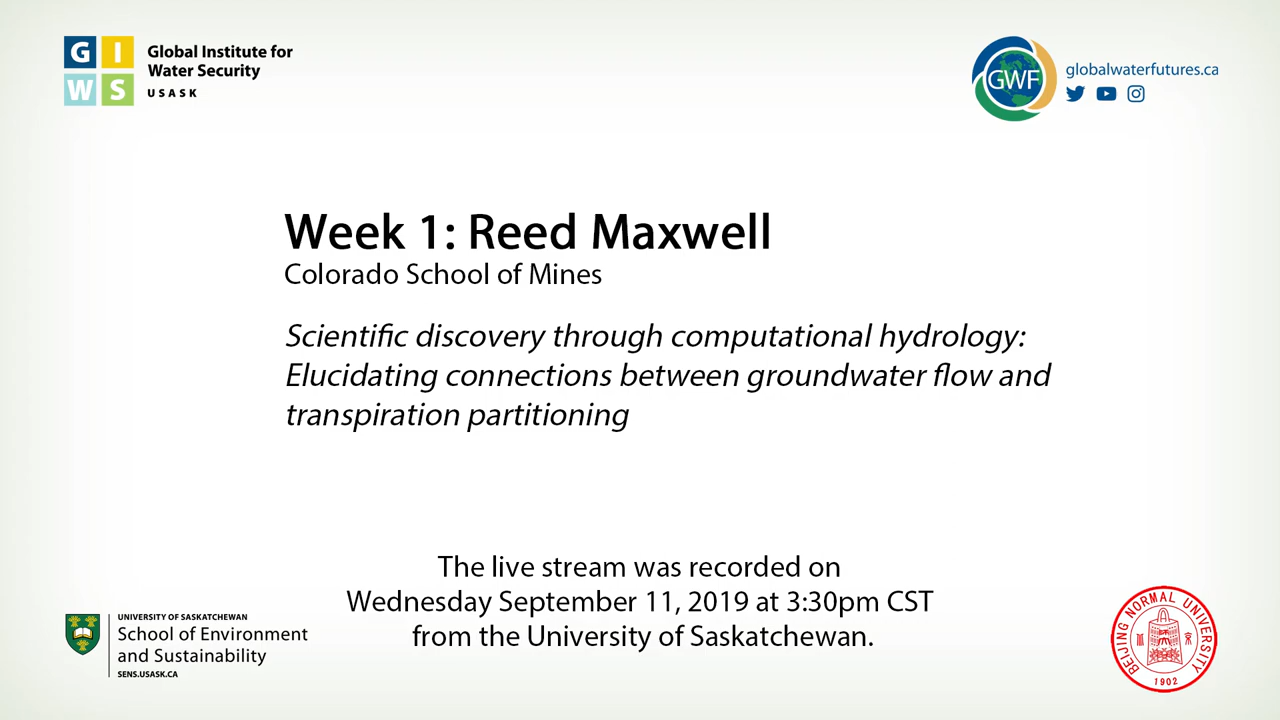 G I
W S
Global Institute for
Water Security
USASK
GWF
globalwaterfutures.ca
Week 1: Reed Maxwell
Colorado School of Mines
Scientific discovery through computational hydrology:
Elucidating connections between groundwater flow and
transpiration partitioning
The live stream was recorded on
Wednesday September 11, 2019 at 3:30pm CST
from the University of Saskatchewan.
UNIVERSITY OF SASKATCHEWAN
School of Environment
and Sustainability
SENS.USASK.CA
BEIJING NORMAL UNIVERSITY
1902